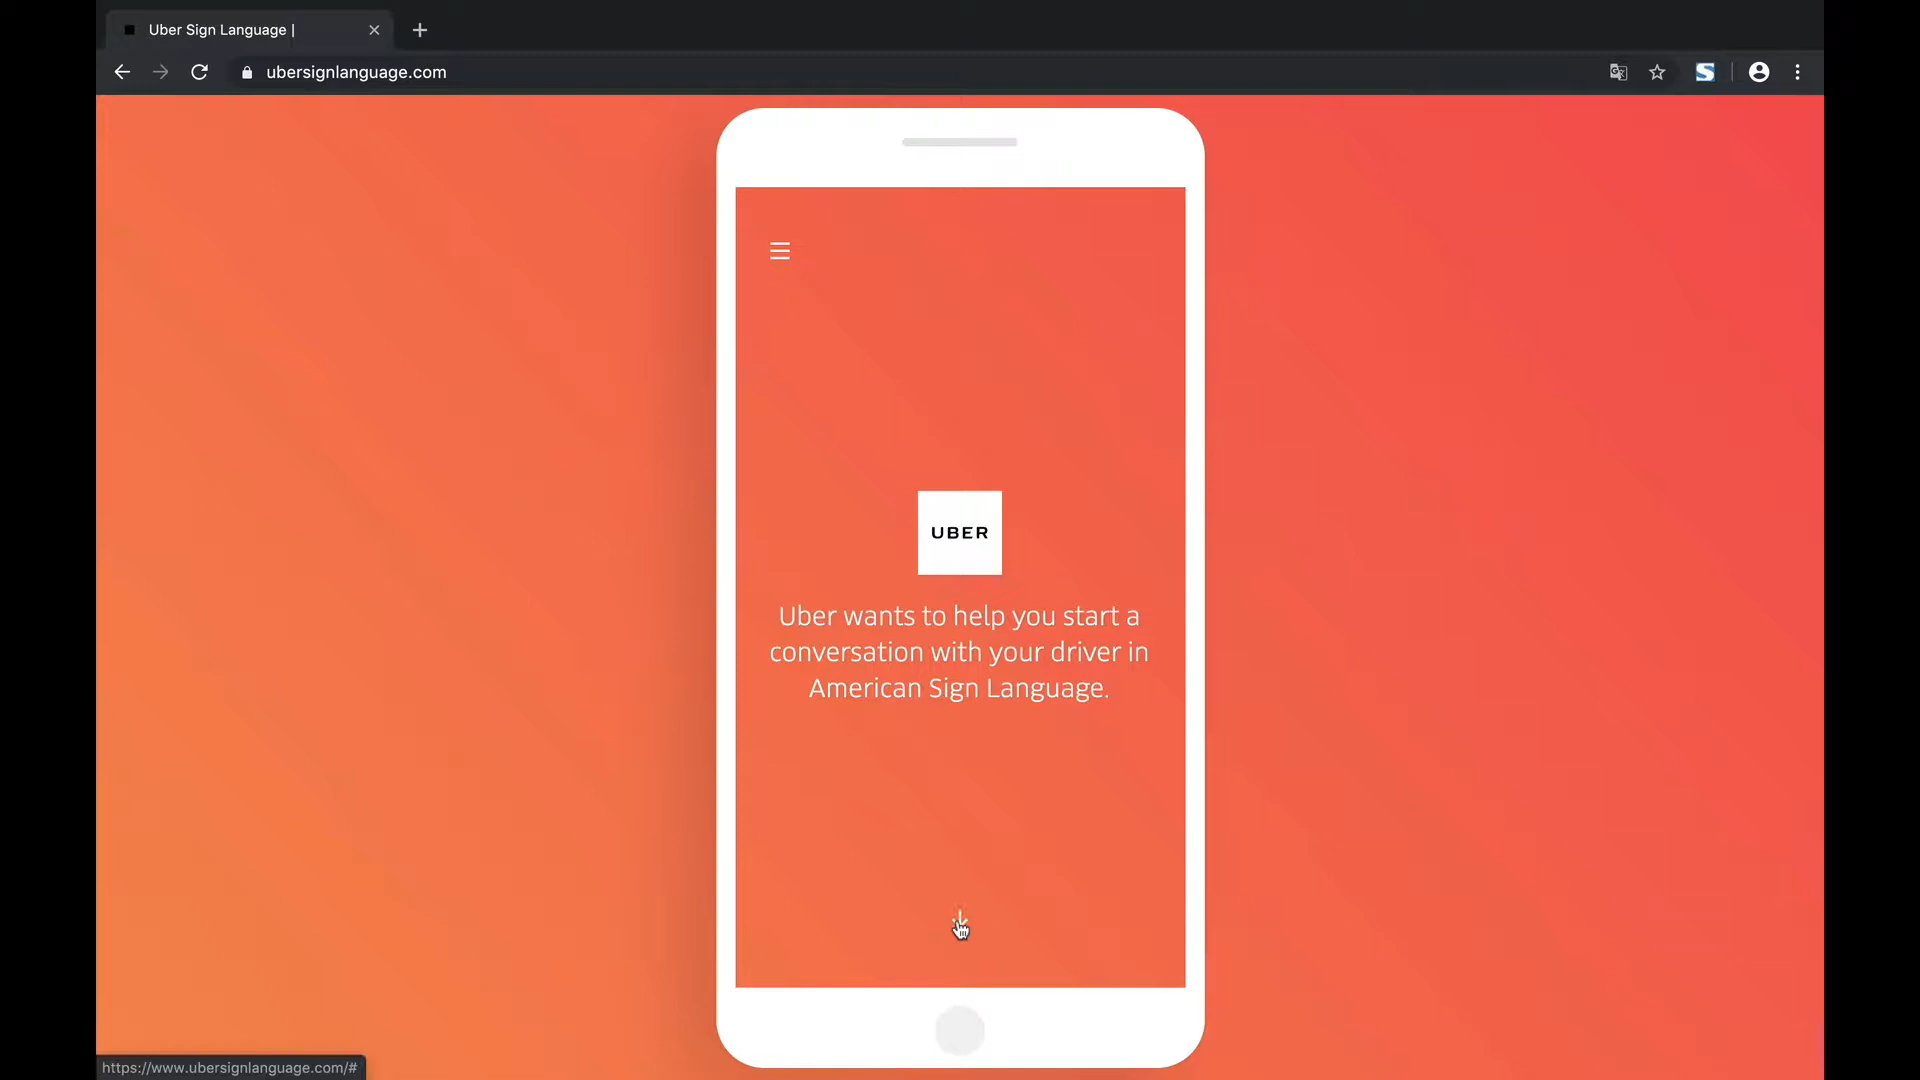 Uber Sign Language |
ubersignlanguage.com
UBER
Uber wants to help you start a
conversation with your driver in
American Sign Language.
https://www.ubersignlanguage.com/#